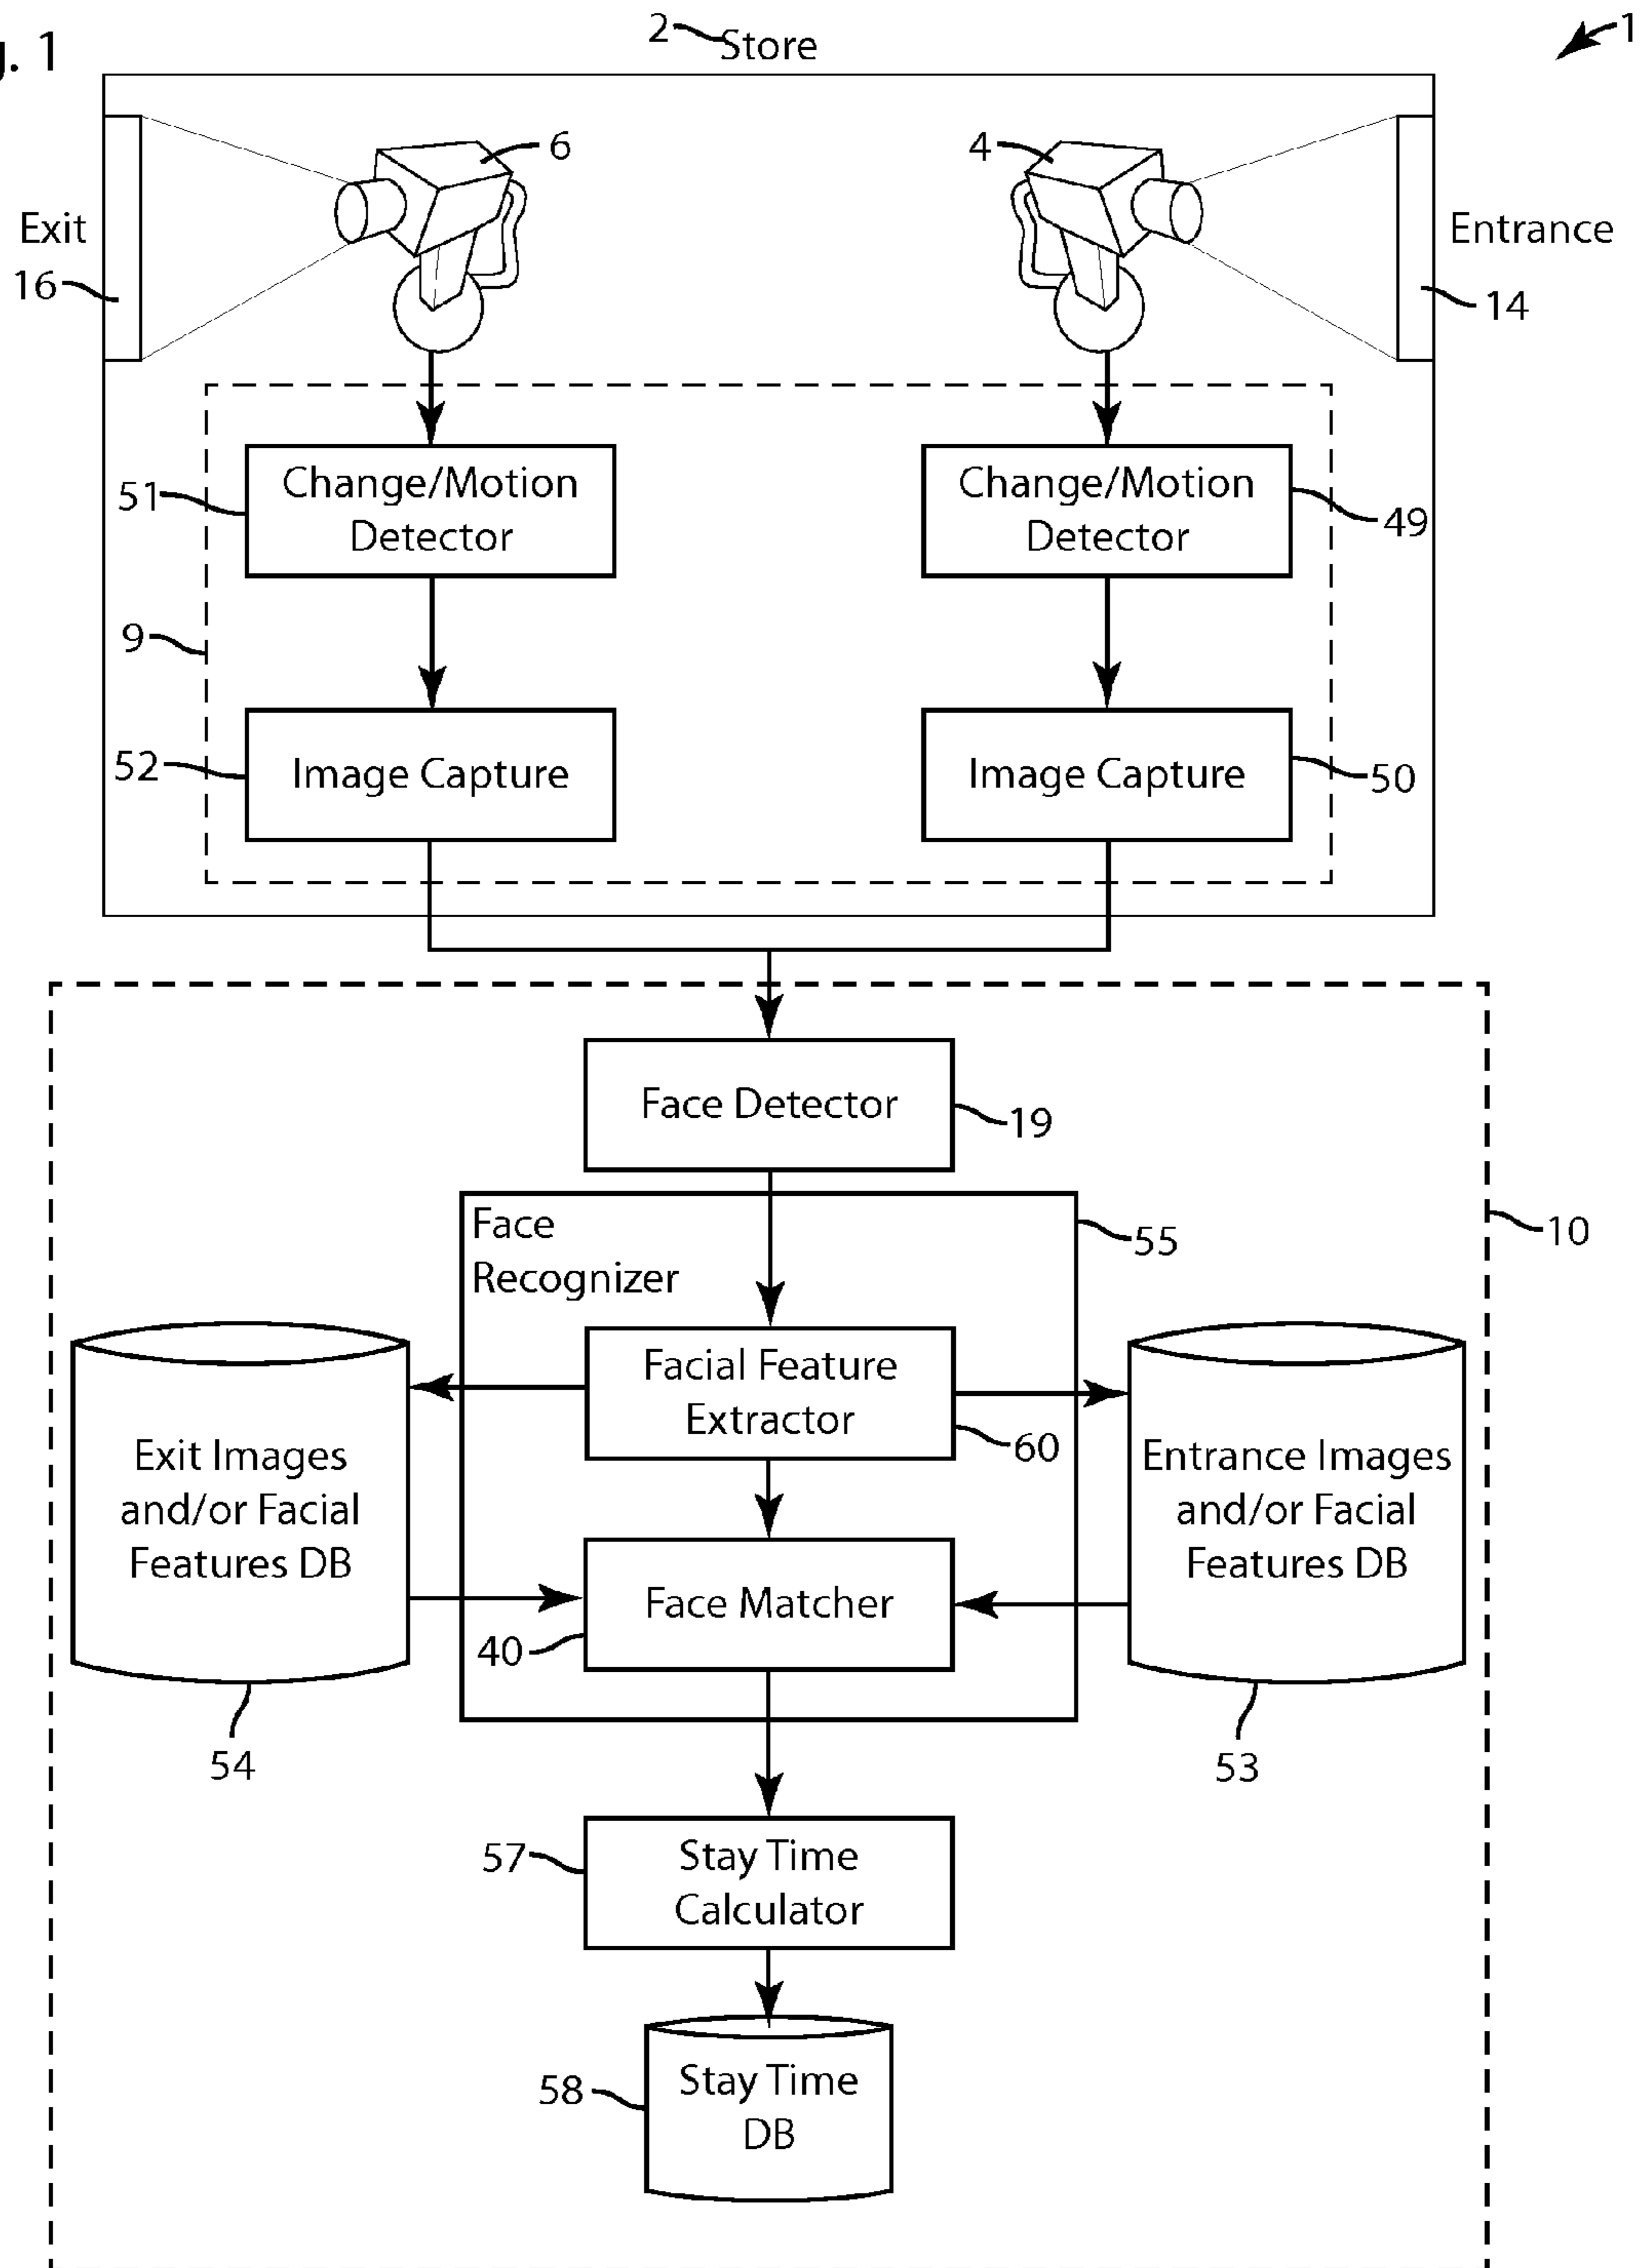 g. 1
2
Store
1
6
4
Exit
Entrance
16
14
Change/Motion
Detector
51
Change/Motion
Detector
49
9
Image Capture
52
Image Capture
50
Face Detector
19
Face
Recognizer
55
10
Facial Feature
Extractor
60
Exit Images
and/or Facial
Features DB
Entrance Images
and/or Facial
Features DB
Face Matcher
40
54
53
57
Stay Time
Calculator
58
Stay Time
DB